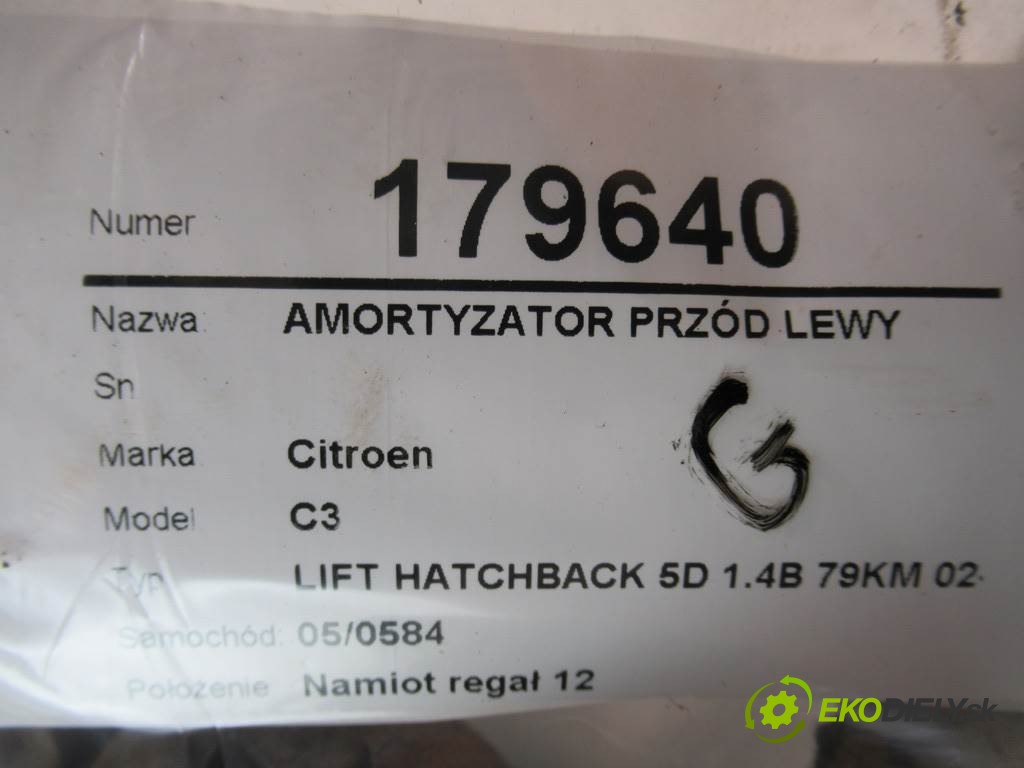 Numer 179640
Nazwa: AMORTYZATOR PRZÓD LEWY
Sn
Marka Citroen
G
Model C3
Typ LIFT HATCHBACK 5D 1.4B 79KM 02-
Samochód: 05/0584
Położenie Namiot regał 12
EKODIELY.sk